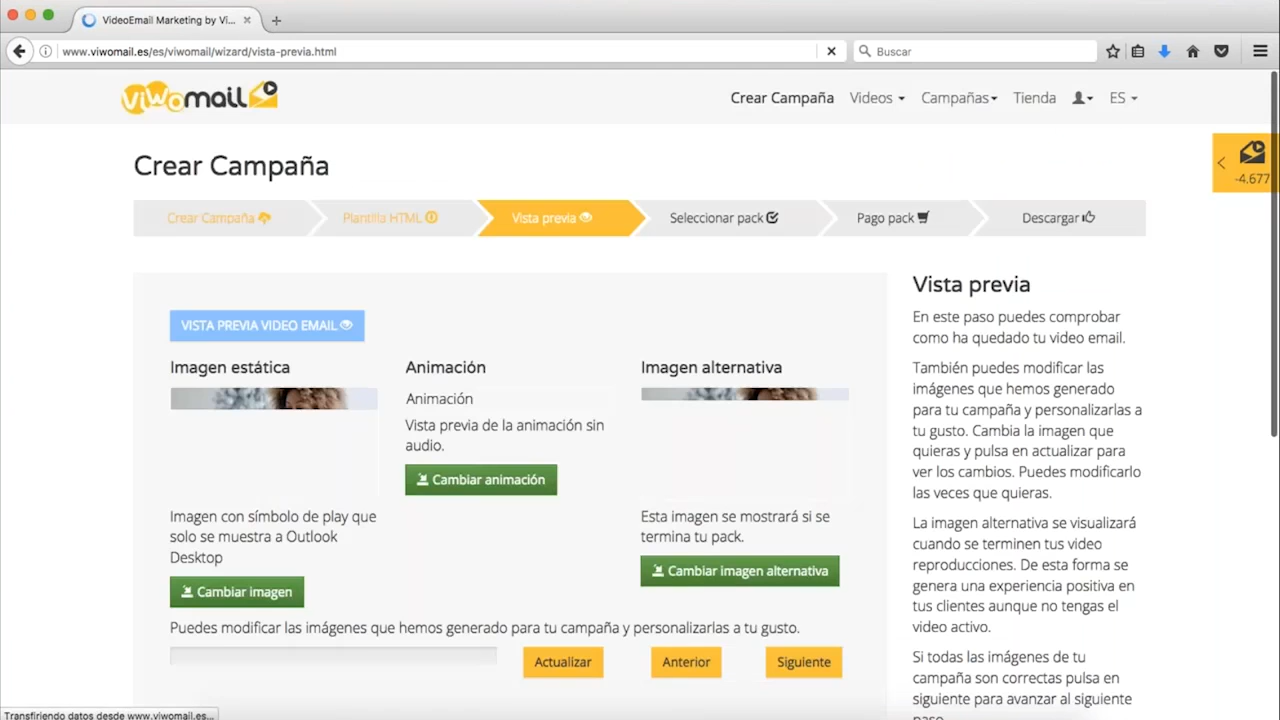 VideoEmail Marketing by Vi...
www.viwomail.es/es/viwomail/wizard/vista-previa.html
Buscar
viwomail
Crear Campaña
Videos
Campañas
Tienda
ES
-4.677
Crear Campaña
Crear Campaña
Plantilla HTML
Vista previa
Seleccionar pack
Pago pack
Descargar
VISTA PREVIA VIDEO EMAIL
Imagen estática
Imagen con símbolo de play que
solo se muestra a Outlook
Desktop
Cambiar imagen
Animación
Animación
Vista previa de la animación sin
audio.
Cambiar animación
Imagen alternativa
Esta imagen se mostrará si se
termina tu pack.
Cambiar imagen alternativa
Puedes modificar las imágenes que hemos generado para tu campaña y personalizarlas a tu gusto.
Actualizar
Anterior
Siguiente
Vista previa
En este paso puedes comprobar
como ha quedado tu video email.
También puedes modificar las
imágenes que hemos generado
para tu campaña y personalizarlas a
tu gusto. Cambia la imagen que
quieras y pulsa en actualizar para
ver los cambios. Puedes modificarlo
las veces que quieras.
La imagen alternativa se visualizará
cuando se terminen tus video
reproducciones. De esta forma se
genera una experiencia positiva en
tus clientes aunque no tengas el
video activo.
Si todas las imágenes de tu
campaña son correctas pulsa en
siguiente para avanzar al siguiente
paso.
Transfiriendo datos desde www.viwomail.es...